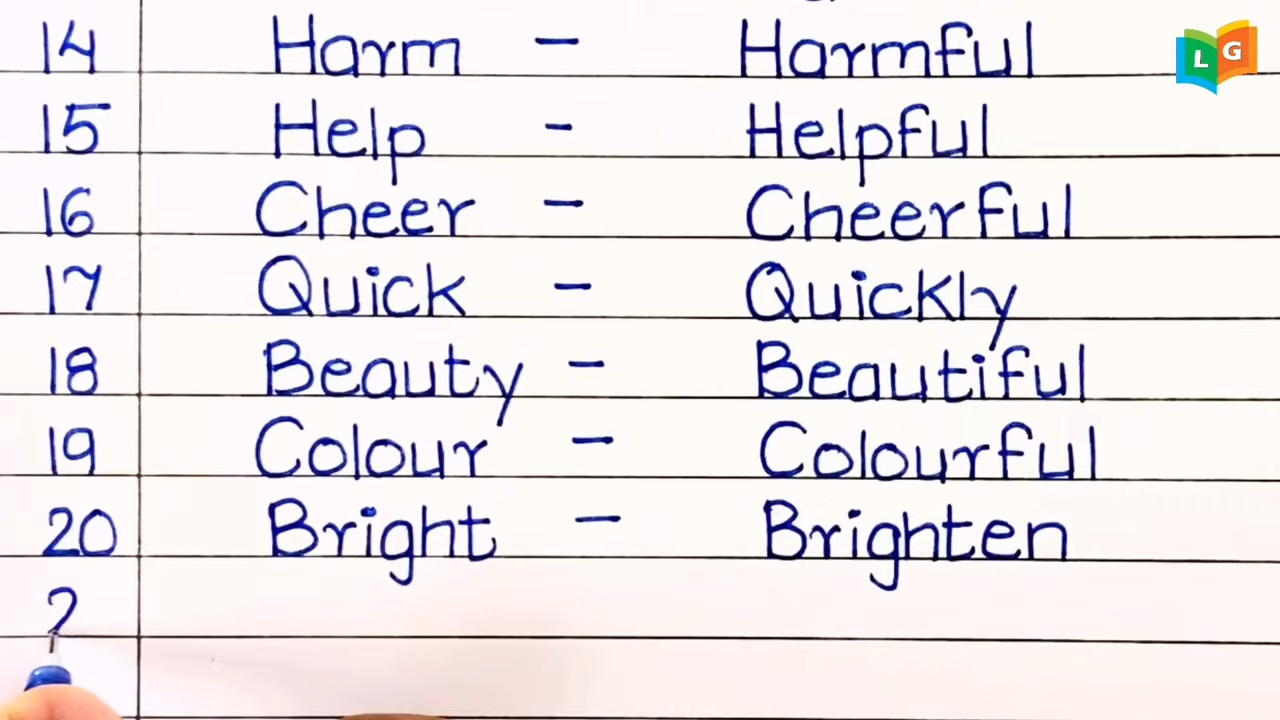 14 Harm - Harmful
L G
15 Help - Helpful
16 Cheer - Cheerful
17 Quick - Quickly
18 Beauty - Beautiful
19 Colour - Colourful
20 Bright - Brighten
2